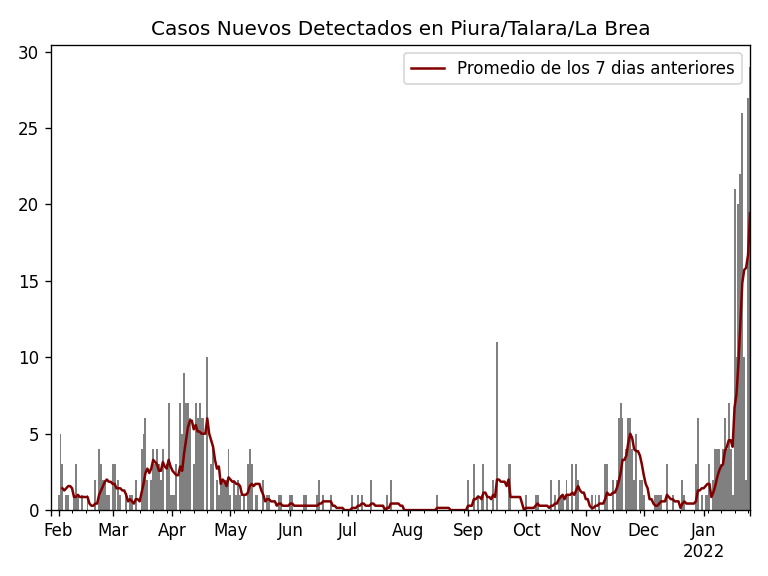 Casos Nuevos Detectados en Piura/Talara/La Brea
Promedio de los 7 dias anteriores
30
25
20
15
10
5
0
Feb Mar Apr May Jun Jul Aug Sep Oct Nov Dec Jan
2022